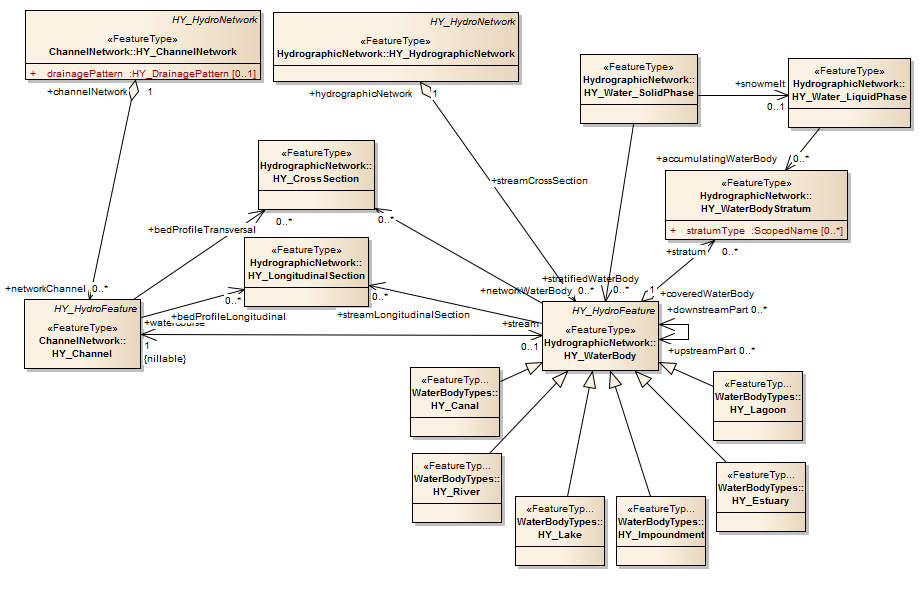 HY_HydroNetwork
«FeatureType»
ChannelNetwork::HY_ChannelNetwork
+ drainagePattern :HY_DrainagePattern [0..1]
HY_HydroNetwork
«FeatureType»
HydrographicNetwork::HY_HydrographicNetwork
«FeatureType»
HydrographicNetwork::
HY_Water_SolidPhase
«FeatureType»
HydrographicNetwork::
HY_Water_LiquidPhase
+snowmelt
0..1
+channelNetwork 1
+hydrographicNetwork 1
«FeatureType»
HydrographicNetwork::
HY_CrossSection
+streamCrossSection
+accumulatingWaterBody 0..*
«FeatureType»
HydrographicNetwork::
HY_WaterBodyStratum
+ stratumType :ScopedName [0..*]
+bedProfileTransversal
0..*
0..*
«FeatureType»
HydrographicNetwork::
HY_LongitudinalSection
+stratum 0..*
+networkChannel 0..*
0..*
0..*
+stratifiedWaterBody
+networkWaterBody 0..*
0..*
1 +coveredWaterBody
HY_HydroFeature
«FeatureType»
ChannelNetwork::
HY_Channel
+bedProfileLongitudinal
+watercourse
1
{nillable}
+streamLongitudinalSection
+stream
0..1
HY_HydroFeature
«FeatureType»
HydrographicNetwork::
HY_WaterBody
+downstreamPart 0..*
+upstreamPart 0..*
«FeatureTyp...
WaterBodyTypes::
HY_Canal
«FeatureTyp...
WaterBodyTypes::
HY_Lagoon
«FeatureTyp...
WaterBodyTypes::
HY_River
«FeatureTyp...
WaterBodyTypes::
HY_Estuary
«FeatureTyp...
WaterBodyTypes::
HY_Lake
«FeatureTyp...
WaterBodyTypes::
HY_Impoundment